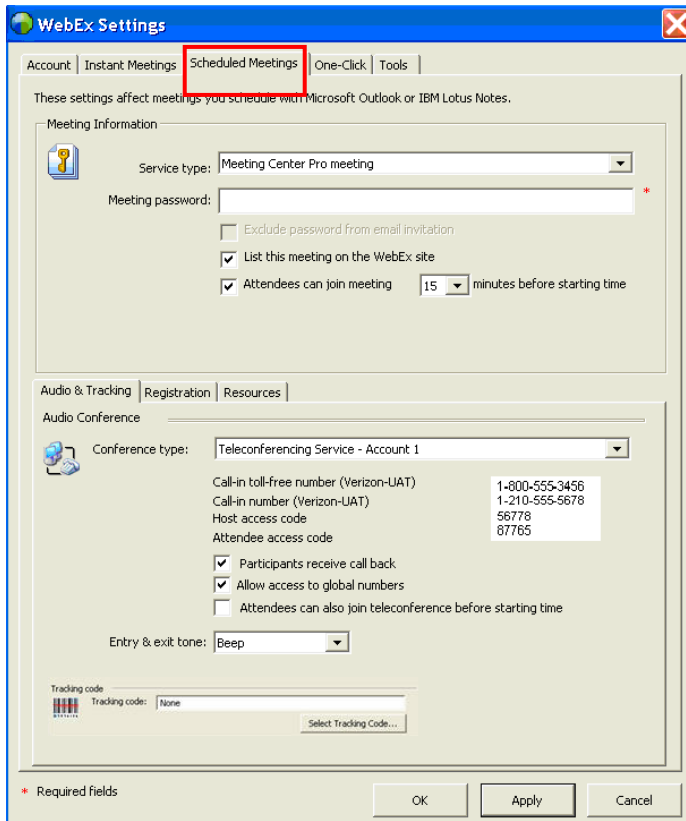 WebEx Settings
Account Instant Meetings Scheduled Meetings One-Click Tools
These settings affect meetings you schedule with Microsoft Outlook or IBM Lotus Notes.
Meeting Information
Service type: Meeting Center Pro meeting
Meeting password: *
Exclude password from email invitation
List this meeting on the WebEx site
Attendees can join meeting 15 minutes before starting time
Audio & Tracking Registration Resources
Audio Conference
Conference type: Teleconferencing Service - Account 1
Call-in toll-free number (Verizon-UAT) 1-800-555-3456
Call-in number (Verizon-UAT) 1-210-555-5678
Host access code 56778
Attendee access code 87765
Participants receive call back
Allow access to global numbers
Attendees can also join teleconference before starting time
Entry & exit tone: Beep
Tracking code
Tracking code: None
Select Tracking Code...
* Required fields
OK Apply Cancel